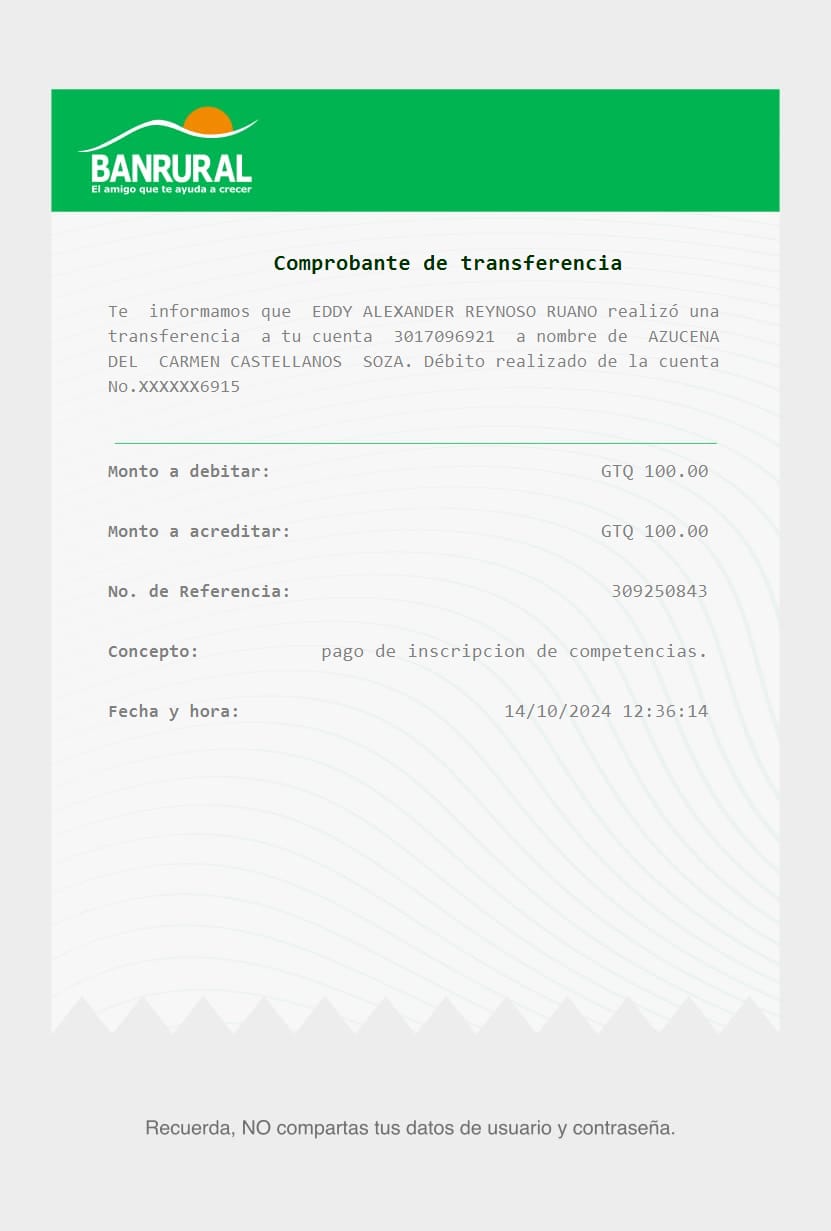 BANRURAL
El amigo que te ayuda a crecer
Comprobante de transferencia
Te informamos que EDDY ALEXANDER REYNOSO RUANO realizó una
transferencia a tu cuenta 3017096921 a nombre de AZUCENA
DEL CARMEN CASTELLANOS SOZA. Débito realizado de la cuenta
No.XXXXXX6915
Monto a debitar: GTQ 100.00
Monto a acreditar: GTQ 100.00
No. de Referencia: 309250843
Concepto: pago de inscripcion de competencias.
Fecha y hora: 14/10/2024 12:36:14
Recuerda, NO compartas tus datos de usuario y contraseña.